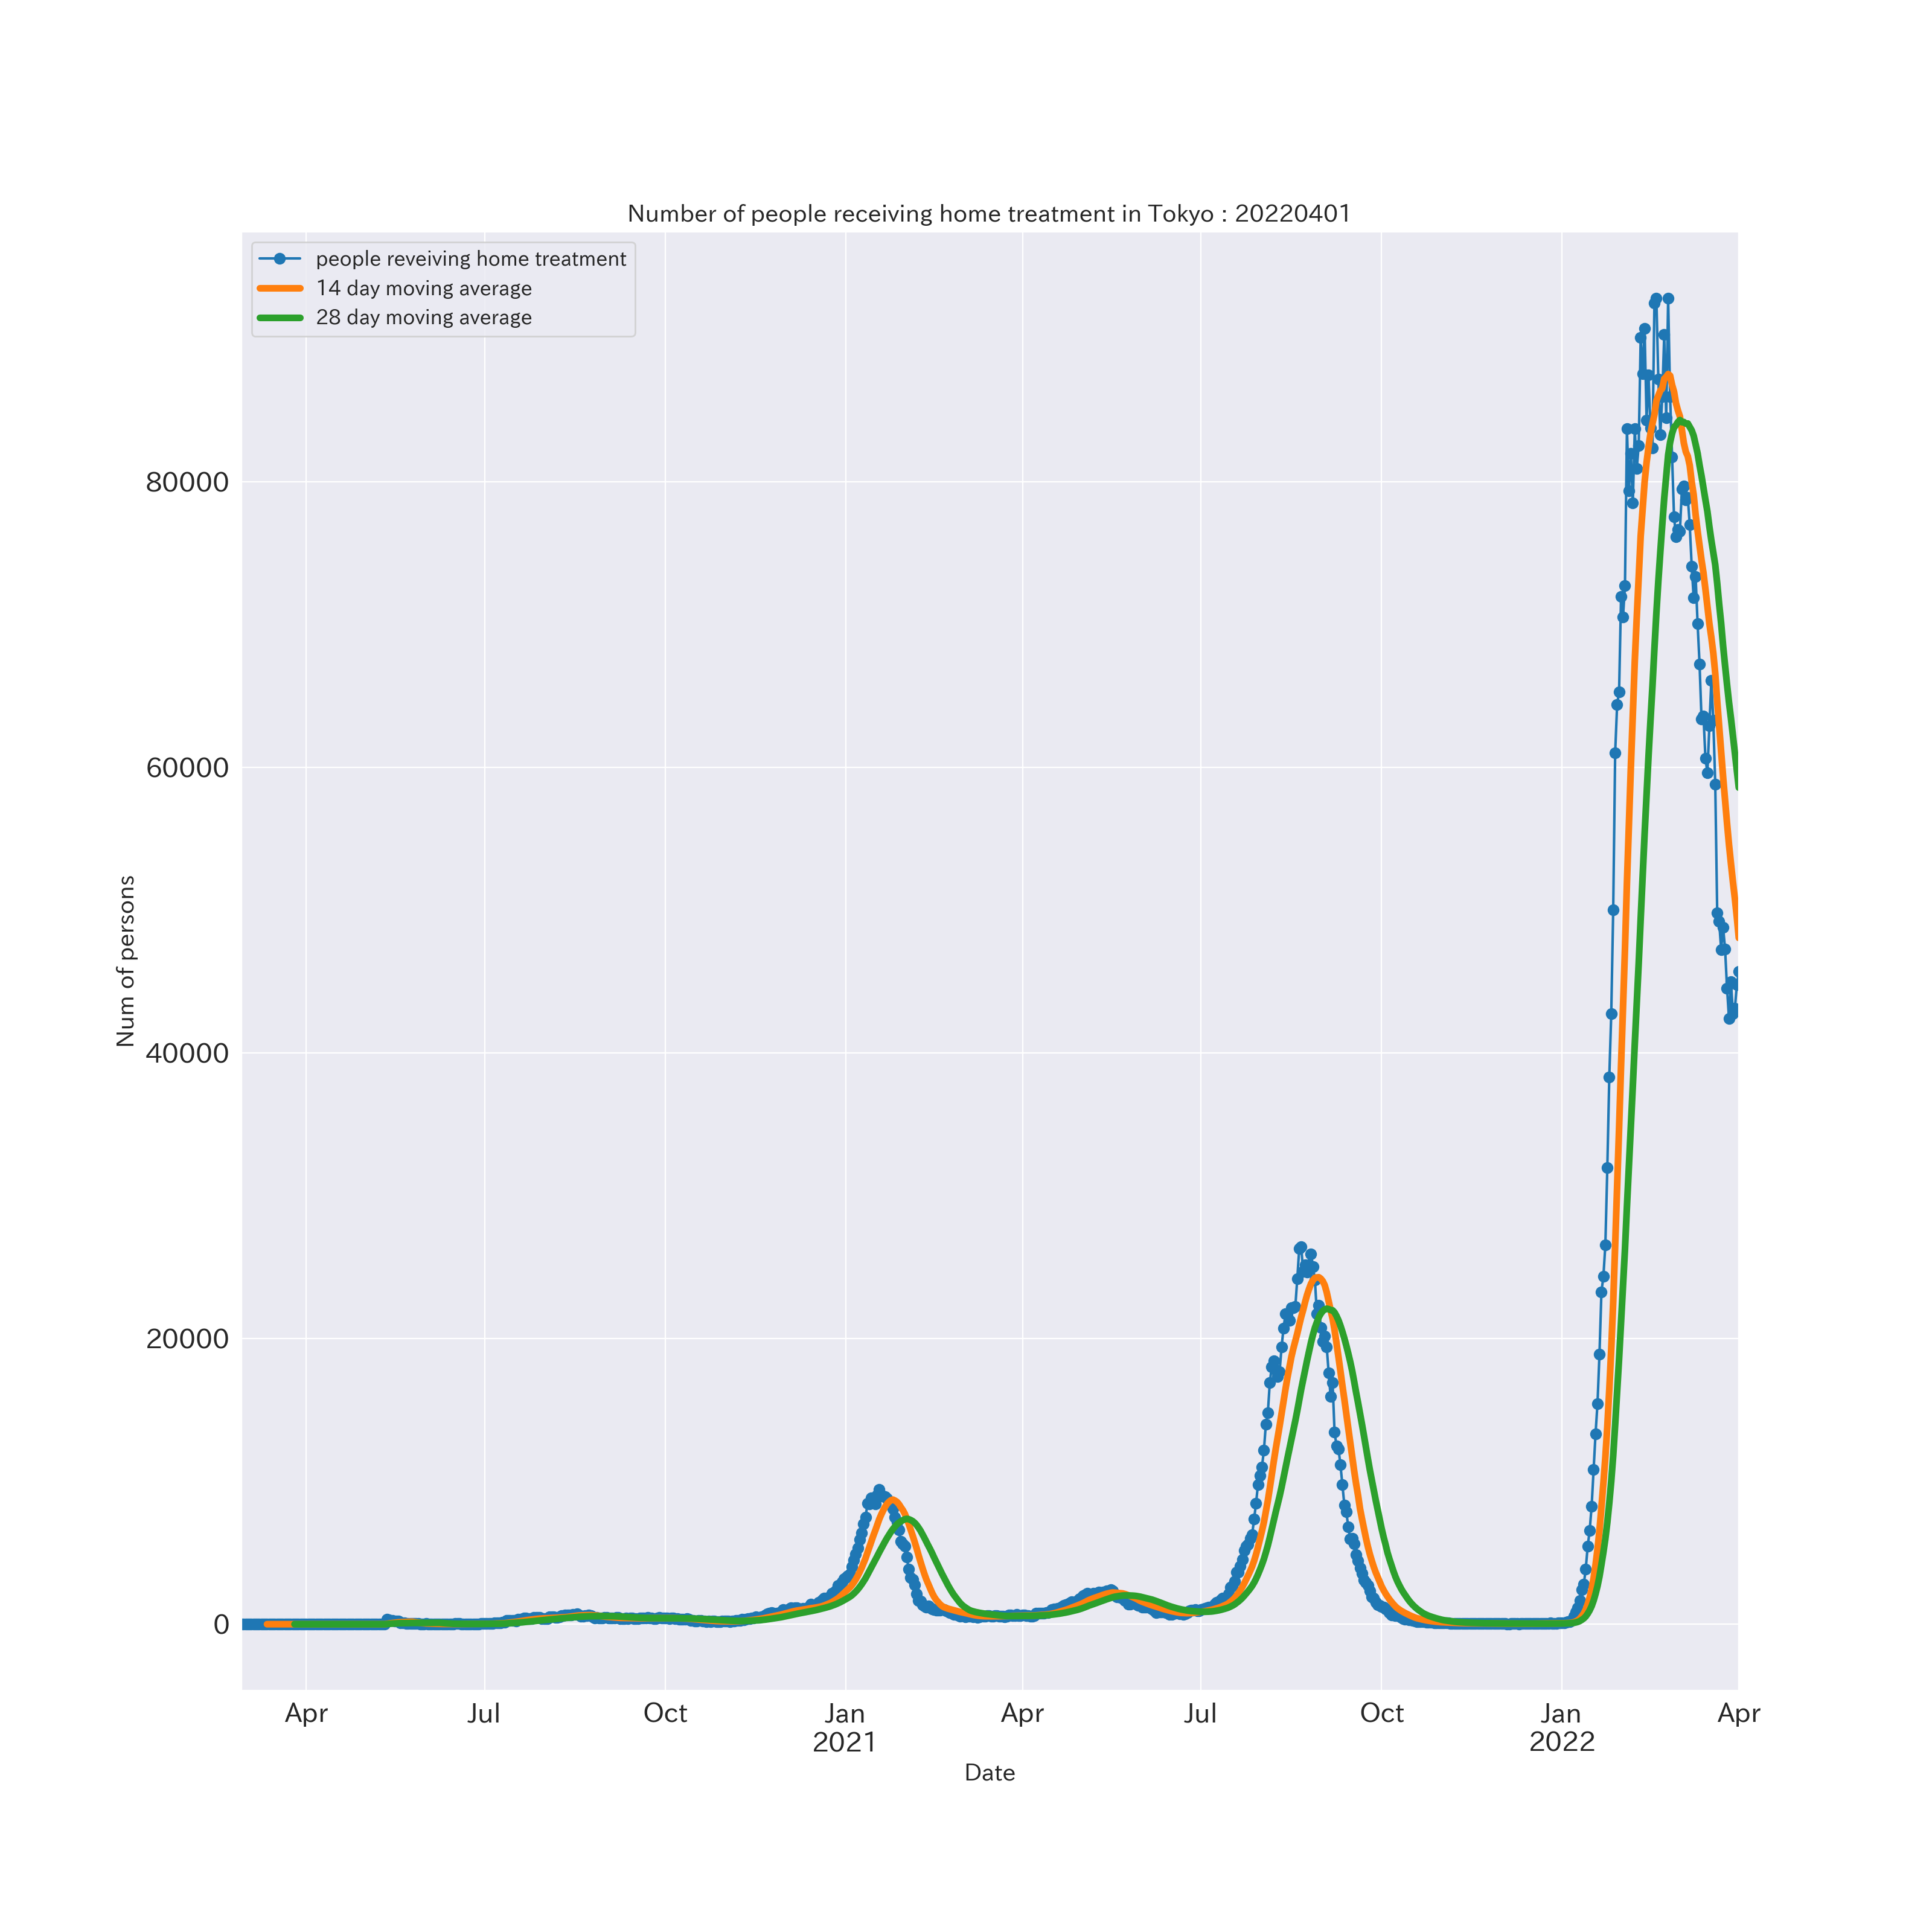 Number of people receiving home treatment in Tokyo : 20220401
people reveiving home treatment
14 day moving average
28 day moving average
80000
60000
40000
20000
0
Num of persons
Apr Jul Oct Jan Apr Jul Oct Jan Apr
2021 2022
Date